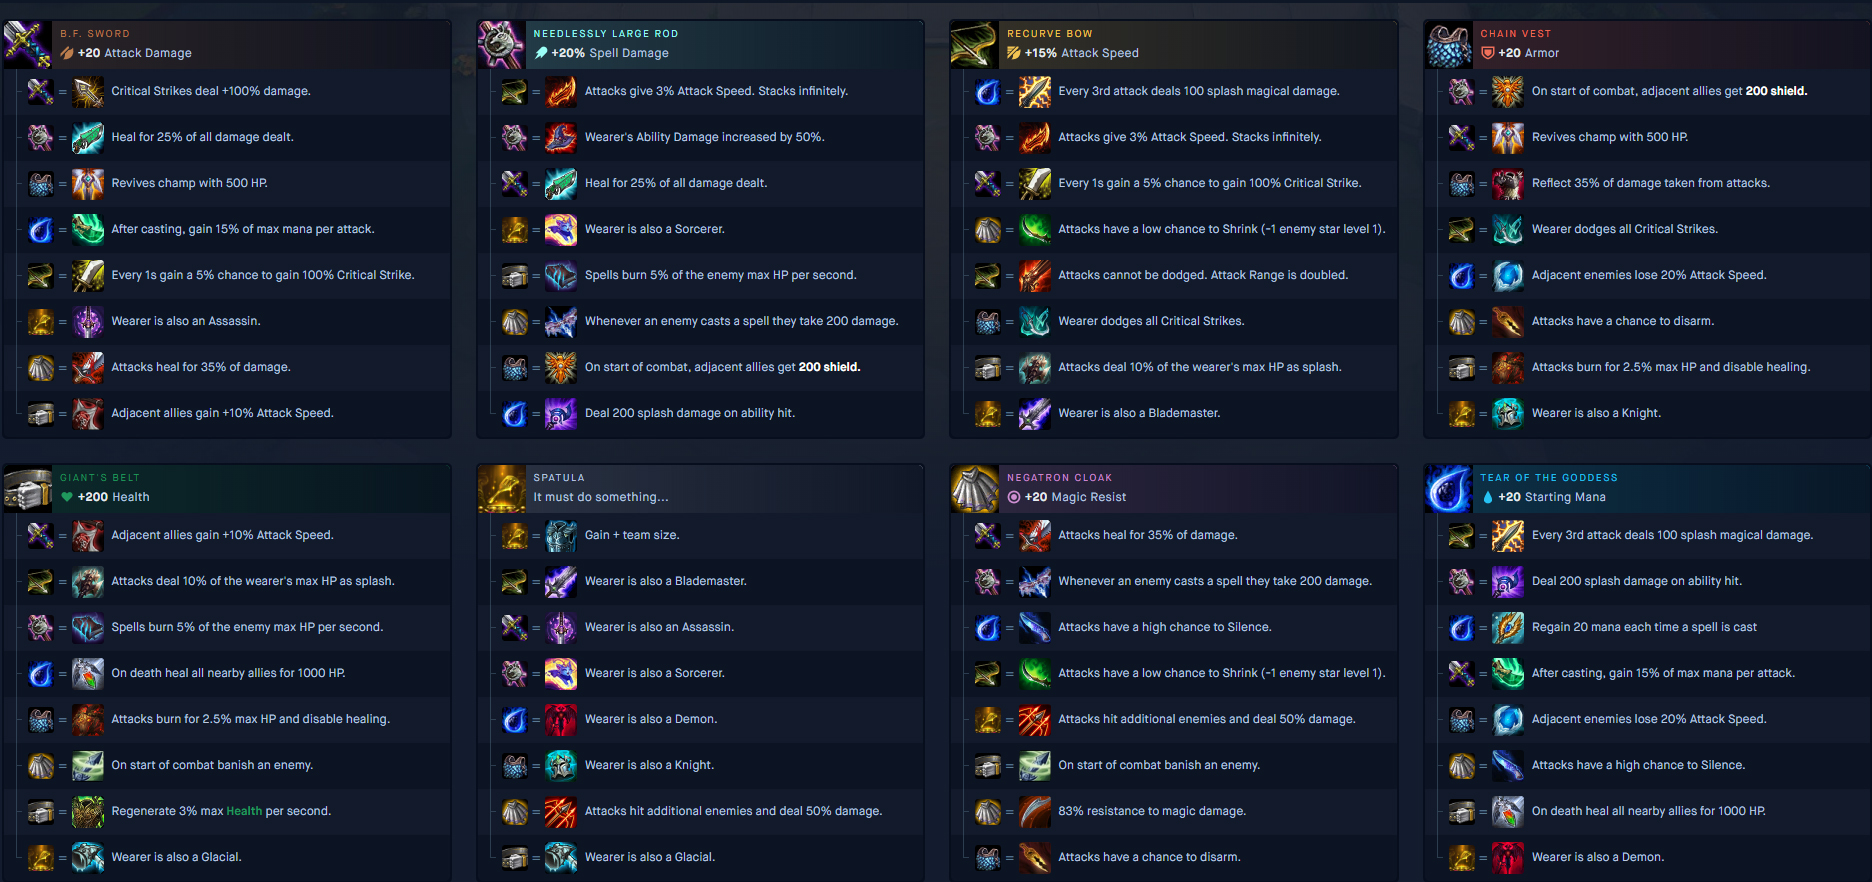 B.F. SWORD
+20 Attack Damage
= Critical Strikes deal +100% damage.
= Heal for 25% of all damage dealt.
= Revives champ with 500 HP.
= After casting, gain 15% of max mana per attack.
= Every 1s gain a 5% chance to gain 100% Critical Strike.
= Wearer is also an Assassin.
= Attacks heal for 35% of damage.
= Adjacent allies gain +10% Attack Speed.
NEEDLESSLY LARGE ROD
+20% Spell Damage
= Attacks give 3% Attack Speed. Stacks infinitely.
= Wearer's Ability Damage increased by 50%.
= Heal for 25% of all damage dealt.
= Wearer is also a Sorcerer.
= Spells burn 5% of the enemy max HP per second.
= Whenever an enemy casts a spell they take 200 damage.
= On start of combat, adjacent allies get 200 shield.
= Deal 200 splash damage on ability hit.
RECURVE BOW
+15% Attack Speed
= Every 3rd attack deals 100 splash magical damage.
= Attacks give 3% Attack Speed. Stacks infinitely.
= Every 1s gain a 5% chance to gain 100% Critical Strike.
= Attacks have a low chance to Shrink (-1 enemy star level 1).
= Attacks cannot be dodged. Attack Range is doubled.
= Wearer dodges all Critical Strikes.
= Attacks deal 10% of the wearer's max HP as splash.
= Wearer is also a Blademaster.
CHAIN VEST
+20 Armor
= On start of combat, adjacent allies get 200 shield.
= Revives champ with 500 HP.
= Reflect 35% of damage taken from attacks.
= Wearer dodges all Critical Strikes.
= Adjacent enemies lose 20% Attack Speed.
= Attacks have a chance to disarm.
= Attacks burn for 2.5% max HP and disable healing.
= Wearer is also a Knight.
GIANT'S BELT
+200 Health
= Adjacent allies gain +10% Attack Speed.
= Attacks deal 10% of the wearer's max HP as splash.
= Spells burn 5% of the enemy max HP per second.
= On death heal all nearby allies for 1000 HP.
= Attacks burn for 2.5% max HP and disable healing.
= On start of combat banish an enemy.
= Regenerate 3% max Health per second.
= Wearer is also a Glacial.
SPATULA
It must do something...
= Gain + team size.
= Wearer is also a Blademaster.
= Wearer is also an Assassin.
= Wearer is also a Sorcerer.
= Wearer is also a Demon.
= Wearer is also a Knight.
= Attacks hit additional enemies and deal 50% damage.
= Wearer is also a Glacial.
NEGATRON CLOAK
+20 Magic Resist
= Attacks heal for 35% of damage.
= Whenever an enemy casts a spell they take 200 damage.
= Attacks have a high chance to Silence.
= Attacks have a low chance to Shrink (-1 enemy star level 1).
= Attacks hit additional enemies and deal 50% damage.
= On start of combat banish an enemy.
= 83% resistance to magic damage.
= Attacks have a chance to disarm.
TEAR OF THE GODDESS
+20 Starting Mana
= Every 3rd attack deals 100 splash magical damage.
= Deal 200 splash damage on ability hit.
= Regain 20 mana each time a spell is cast
= After casting, gain 15% of max mana per attack.
= Adjacent enemies lose 20% Attack Speed.
= Attacks have a high chance to Silence.
= On death heal all nearby allies for 1000 HP.
= Wearer is also a Demon.